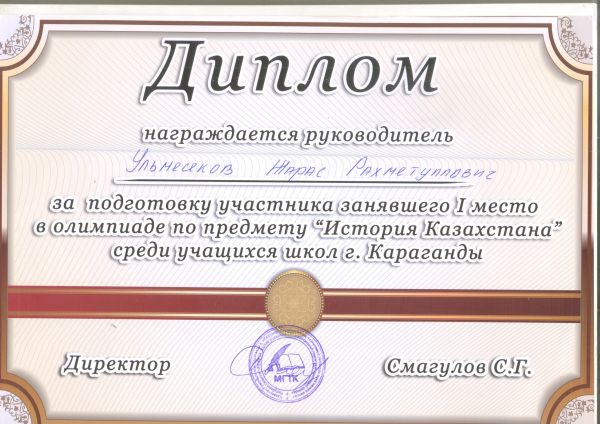 Диплом
награждается руководитель
Ульмесеков Жарас Рахметуллович
за подготовку участника занявшего I место
в олимпиаде по предмету "История Казахстана"
среди учащихся школ г. Караганды
МГТК
Директор Смагулов С.Г.